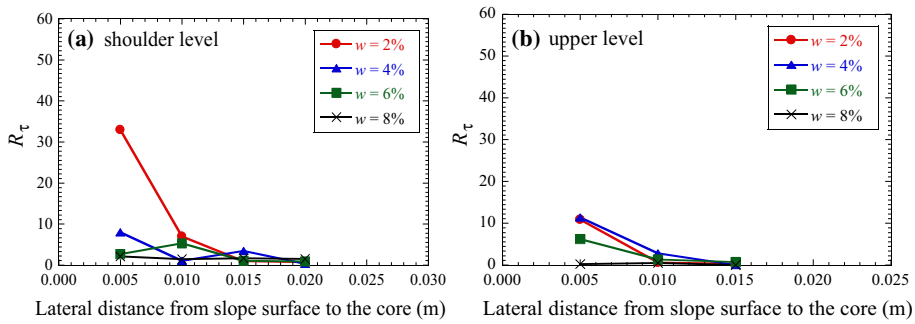 60
50
40
30
20
10
0
R_τ
(a) shoulder level
w = 2%
w = 4%
w = 6%
w = 8%
0.000 0.005 0.010 0.015 0.020 0.025 0.030
Lateral distance from slope surface to the core (m)
60
50
40
30
20
10
0
R_τ
(b) upper level
w = 2%
w = 4%
w = 6%
w = 8%
0.000 0.005 0.010 0.015 0.020 0.025
Lateral distance from slope surface to the core (m)